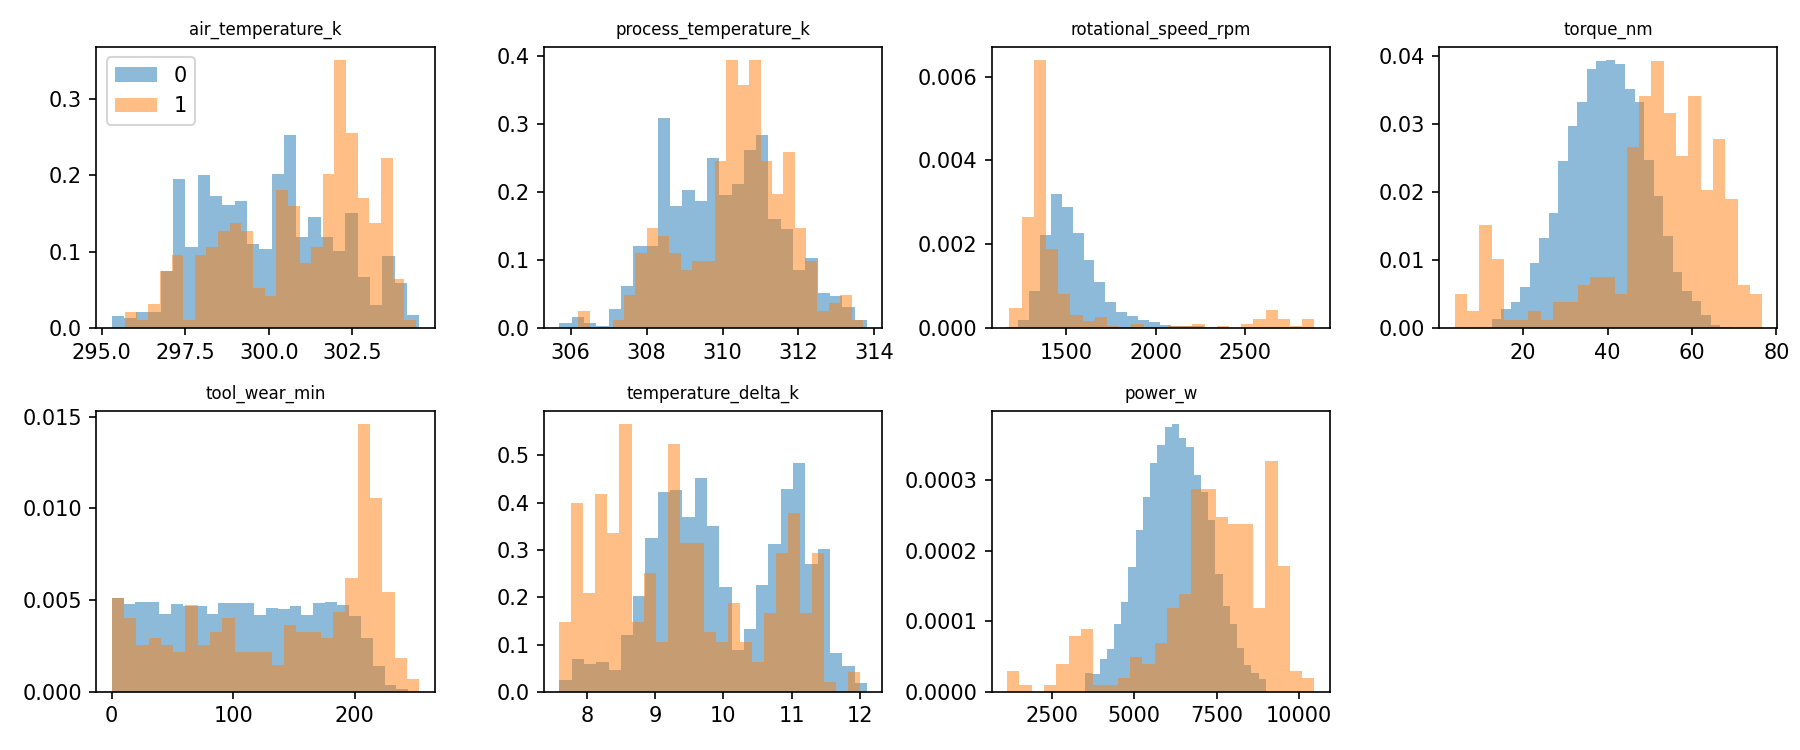 air_temperature_k
0
1
0.3
0.2
0.1
0.0
295.0 297.5 300.0 302.5
process_temperature_k
0.4
0.3
0.2
0.1
0.0
306 308 310 312 314
rotational_speed_rpm
0.006
0.004
0.002
0.000
1500 2000 2500
torque_nm
0.04
0.03
0.02
0.01
0.00
20 40 60 80
tool_wear_min
0.015
0.010
0.005
0.000
0 100 200
temperature_delta_k
0.5
0.4
0.3
0.2
0.1
0.0
8 9 10 11 12
power_w
0.0003
0.0002
0.0001
0.0000
2500 5000 7500 10000